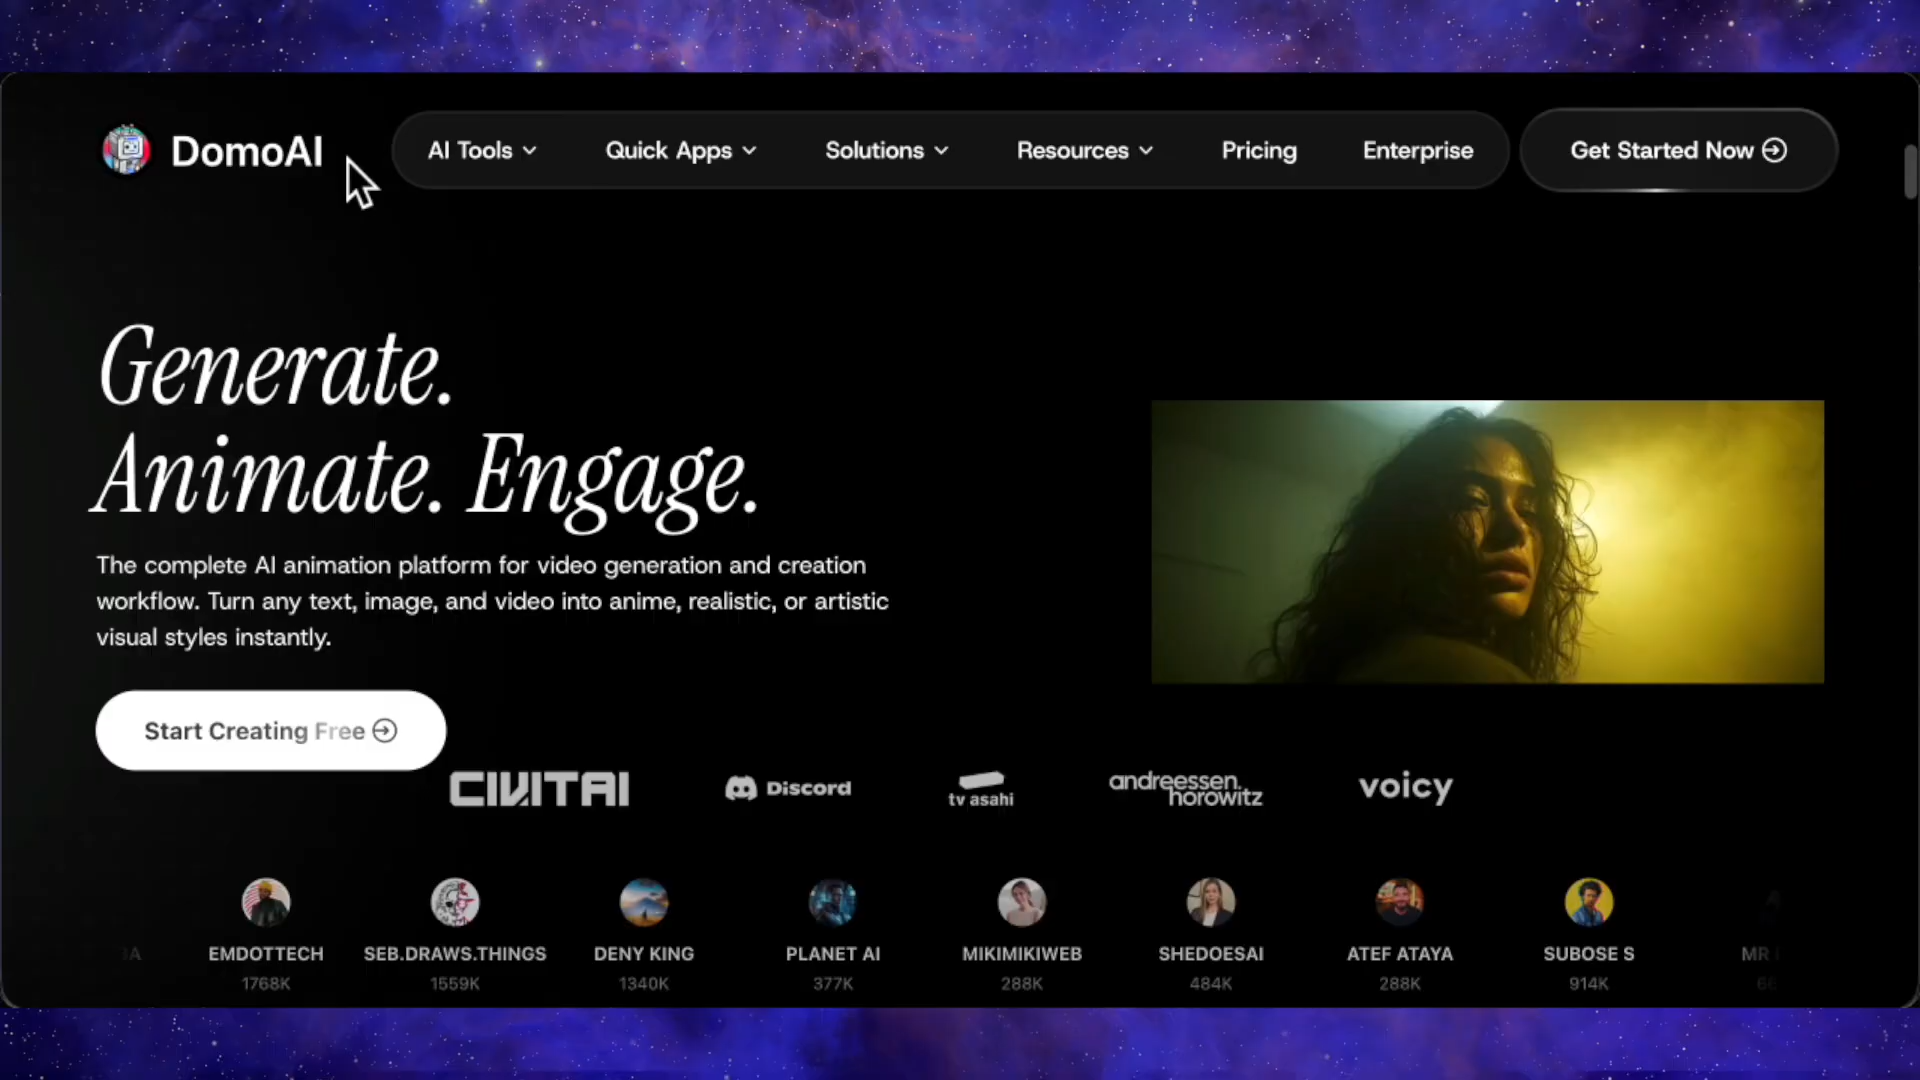 DomoAI
AI Tools
Quick Apps
Solutions
Resources
Pricing
Enterprise
Get Started Now
Generate.
Animate. Engage.
The complete AI animation platform for video generation and creation
workflow. Turn any text, image, and video into anime, realistic, or artistic
visual styles instantly.
Start Creating Free
CIVITAI
Discord
tv asahi
andreessen.
horowitz
voicy
EMDOTTECH
1768K
SEB.DRAWS.THINGS
1559K
DENY KING
1340K
PLANET AI
377K
MIKIMIKIWEB
288K
SHEDOESAI
484K
ATEF ATAYA
288K
SUBOSE S
914K
MR